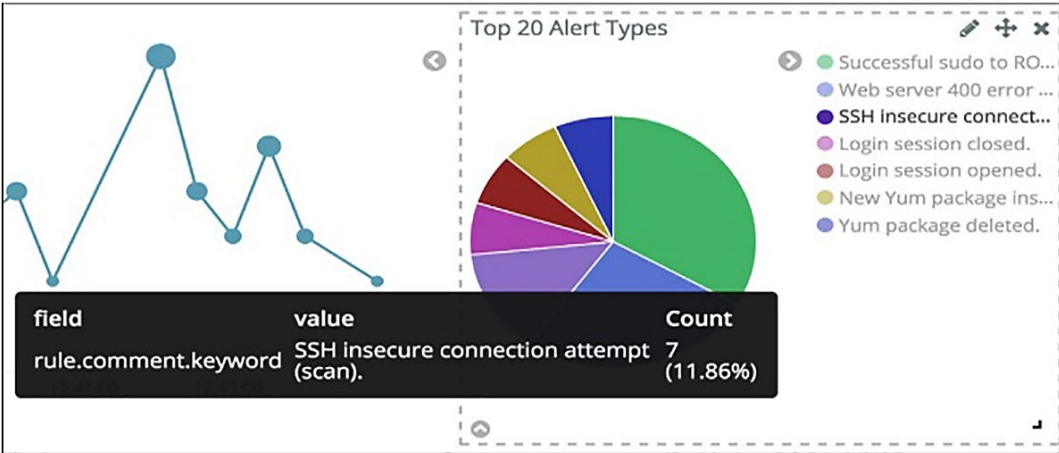 Top 20 Alert Types
Successful sudo to RO...
Web server 400 error ...
SSH insecure connect...
Login session closed.
Login session opened.
New Yum package ins...
Yum package deleted.
field value Count
rule.comment.keyword SSH insecure connection attempt (scan). 7 (11.86%)